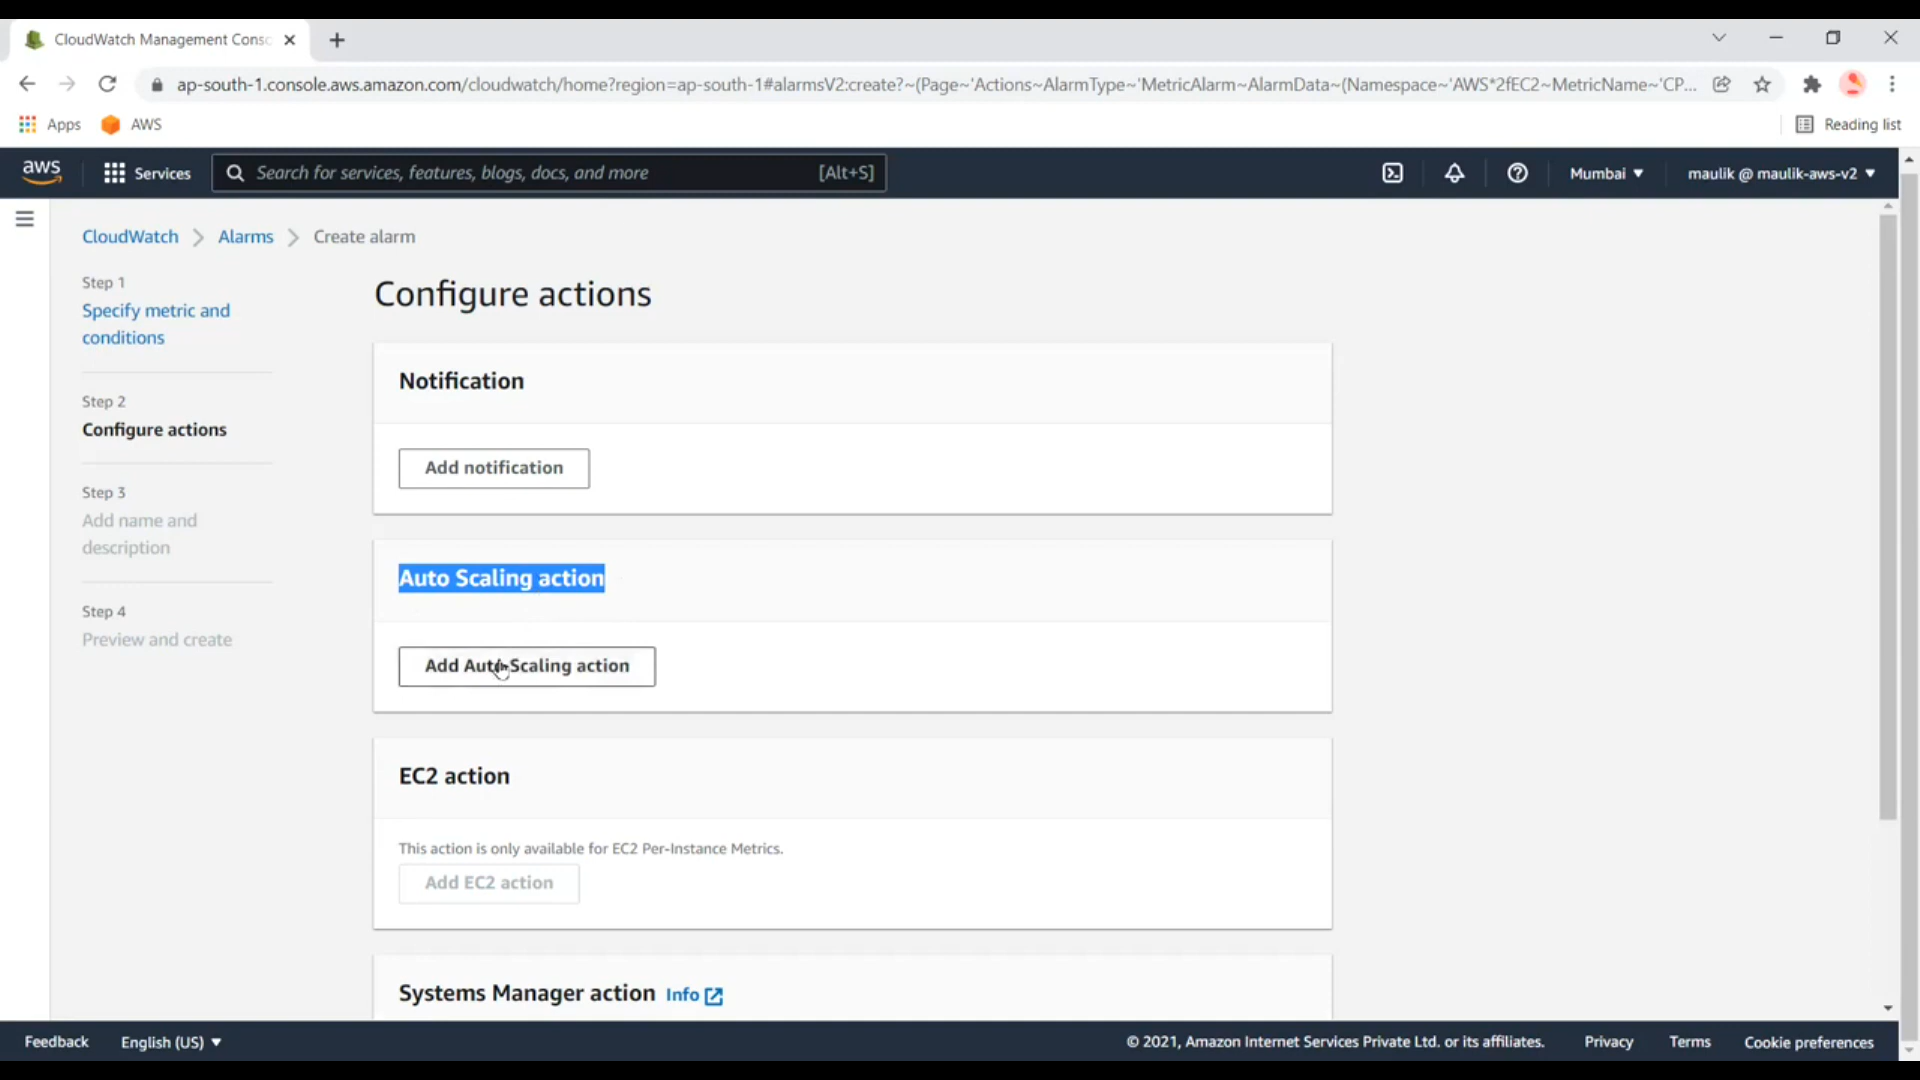 CloudWatch Management Consc
ap-south-1.console.aws.amazon.com/cloudwatch/home?region=ap-south-1#alarmsV2:create?~(Page~'Actions~AlarmType~'MetricAlarm~AlarmData~(Namespace~'AWS*2fEC2~MetricName~'CP...
Apps
AWS
Reading list
aws
Services
Search for services, features, blogs, docs, and more
[Alt+S]
Mumbai
maulik @ maulik-aws-v2
CloudWatch
Alarms
Create alarm
Step 1
Specify metric and
conditions
Step 2
Configure actions
Step 3
Add name and
description
Step 4
Preview and create
Configure actions
Notification
Add notification
Auto Scaling action
Add Auto Scaling action
EC2 action
This action is only available for EC2 Per-Instance Metrics.
Add EC2 action
Systems Manager action Info
Feedback
English (US)
© 2021, Amazon Internet Services Private Ltd. or its affiliates.
Privacy
Terms
Cookie preferences